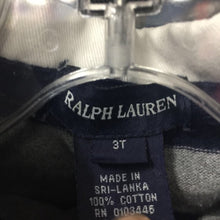 RALPH LAUREN
3T
MADE IN
SRI-LANKA
100% COTTON
RN 0103446